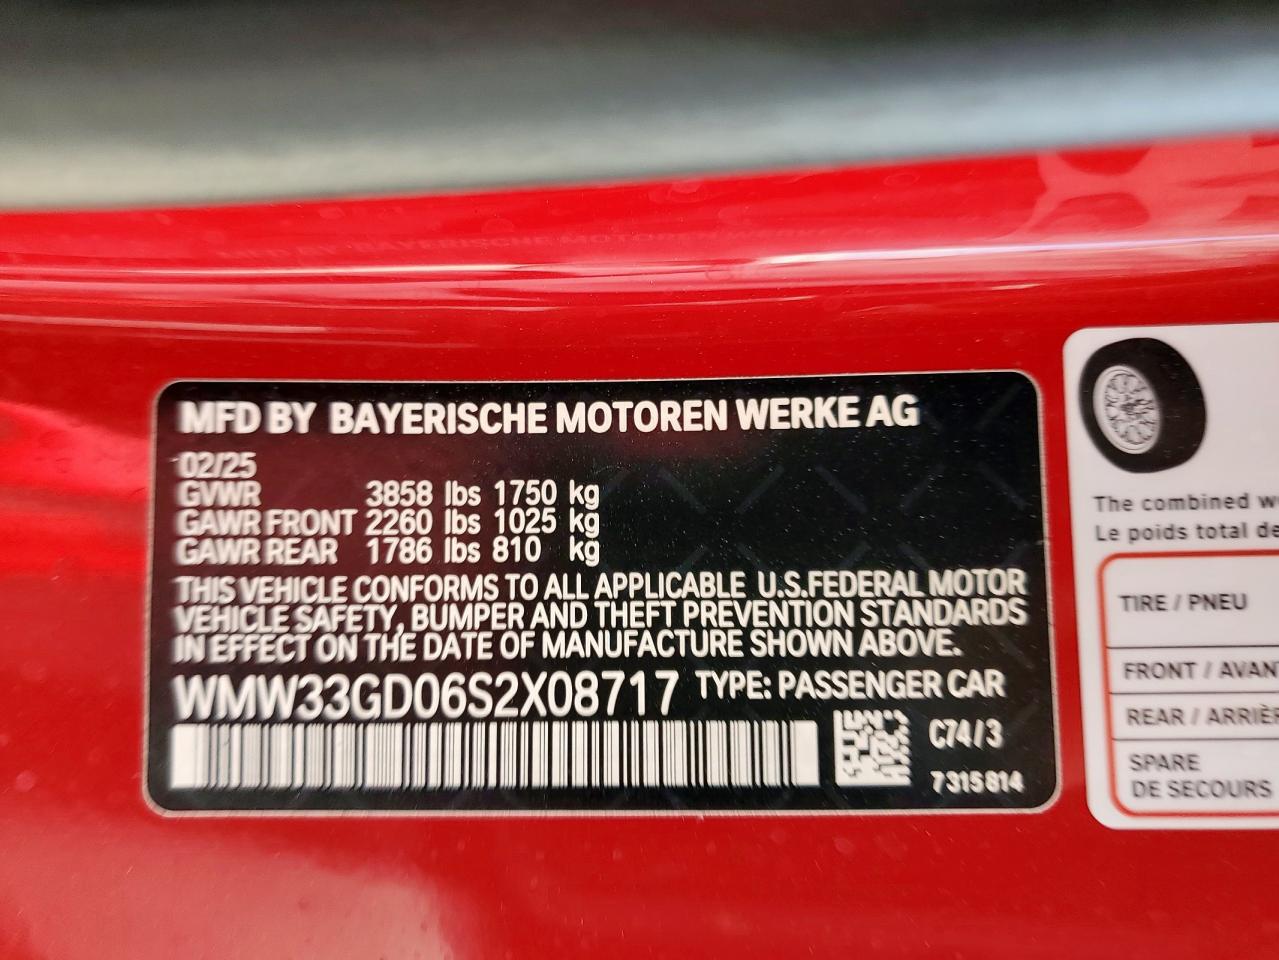 MFD BY BAYERISCHE MOTOREN WERKE AG
02/25
GVWR 3858 lbs 1750 kg
GAWR FRONT 2260 lbs 1025 kg
GAWR REAR 1786 lbs 810 kg
THIS VEHICLE CONFORMS TO ALL APPLICABLE U.S.FEDERAL MOTOR
VEHICLE SAFETY, BUMPER AND THEFT PREVENTION STANDARDS
IN EFFECT ON THE DATE OF MANUFACTURE SHOWN ABOVE.
WMW33GD06S2X08717 TYPE: PASSENGER CAR
C74/3
7315814
The combined
Le poids total de
TIRE / PNEU
FRONT / AVAN
REAR / ARRIÈ
SPARE
DE SECOURS